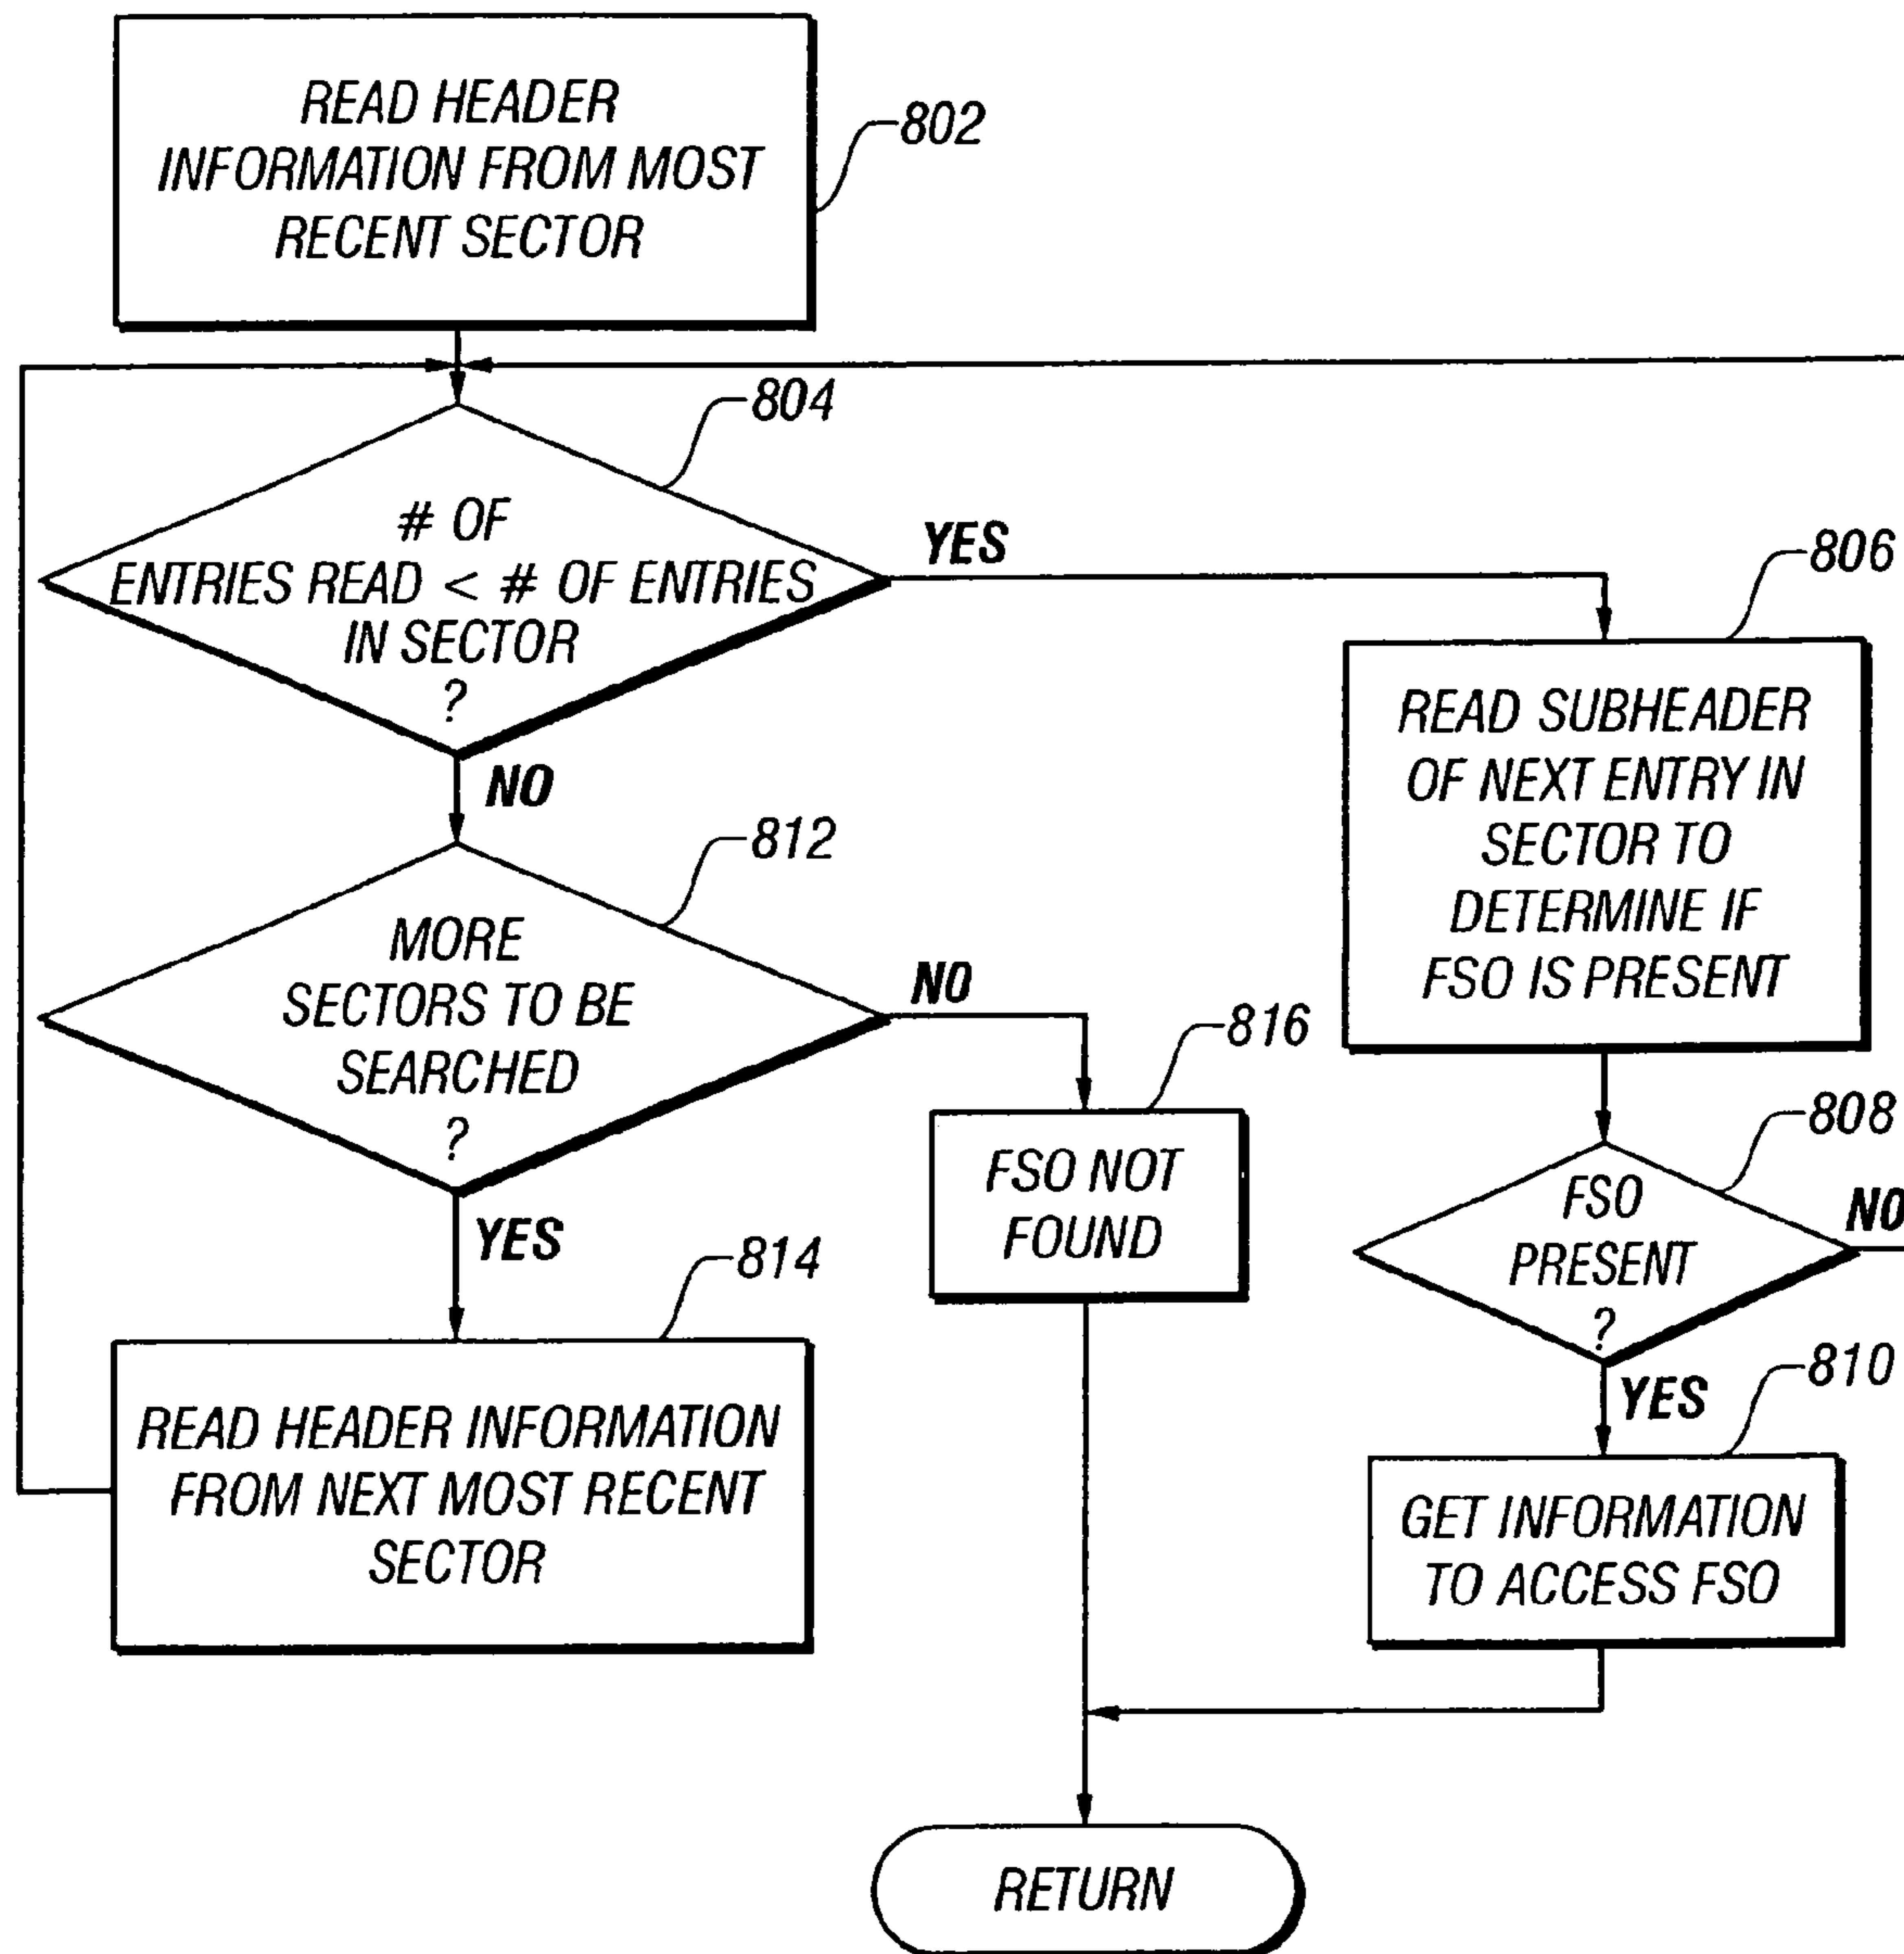 READ HEADER
INFORMATION FROM MOST
RECENT SECTOR
802
804
# OF
ENTRIES READ < # OF ENTRIES
IN SECTOR
?
YES
NO
806
READ SUBHEADER
OF NEXT ENTRY IN
SECTOR TO
DETERMINE IF
FSO IS PRESENT
812
MORE
SECTORS TO BE
SEARCHED
?
NO
YES
816
FSO NOT
FOUND
808
FSO
PRESENT
?
NO
YES
814
READ HEADER INFORMATION
FROM NEXT MOST RECENT
SECTOR
810
GET INFORMATION
TO ACCESS FSO
RETURN